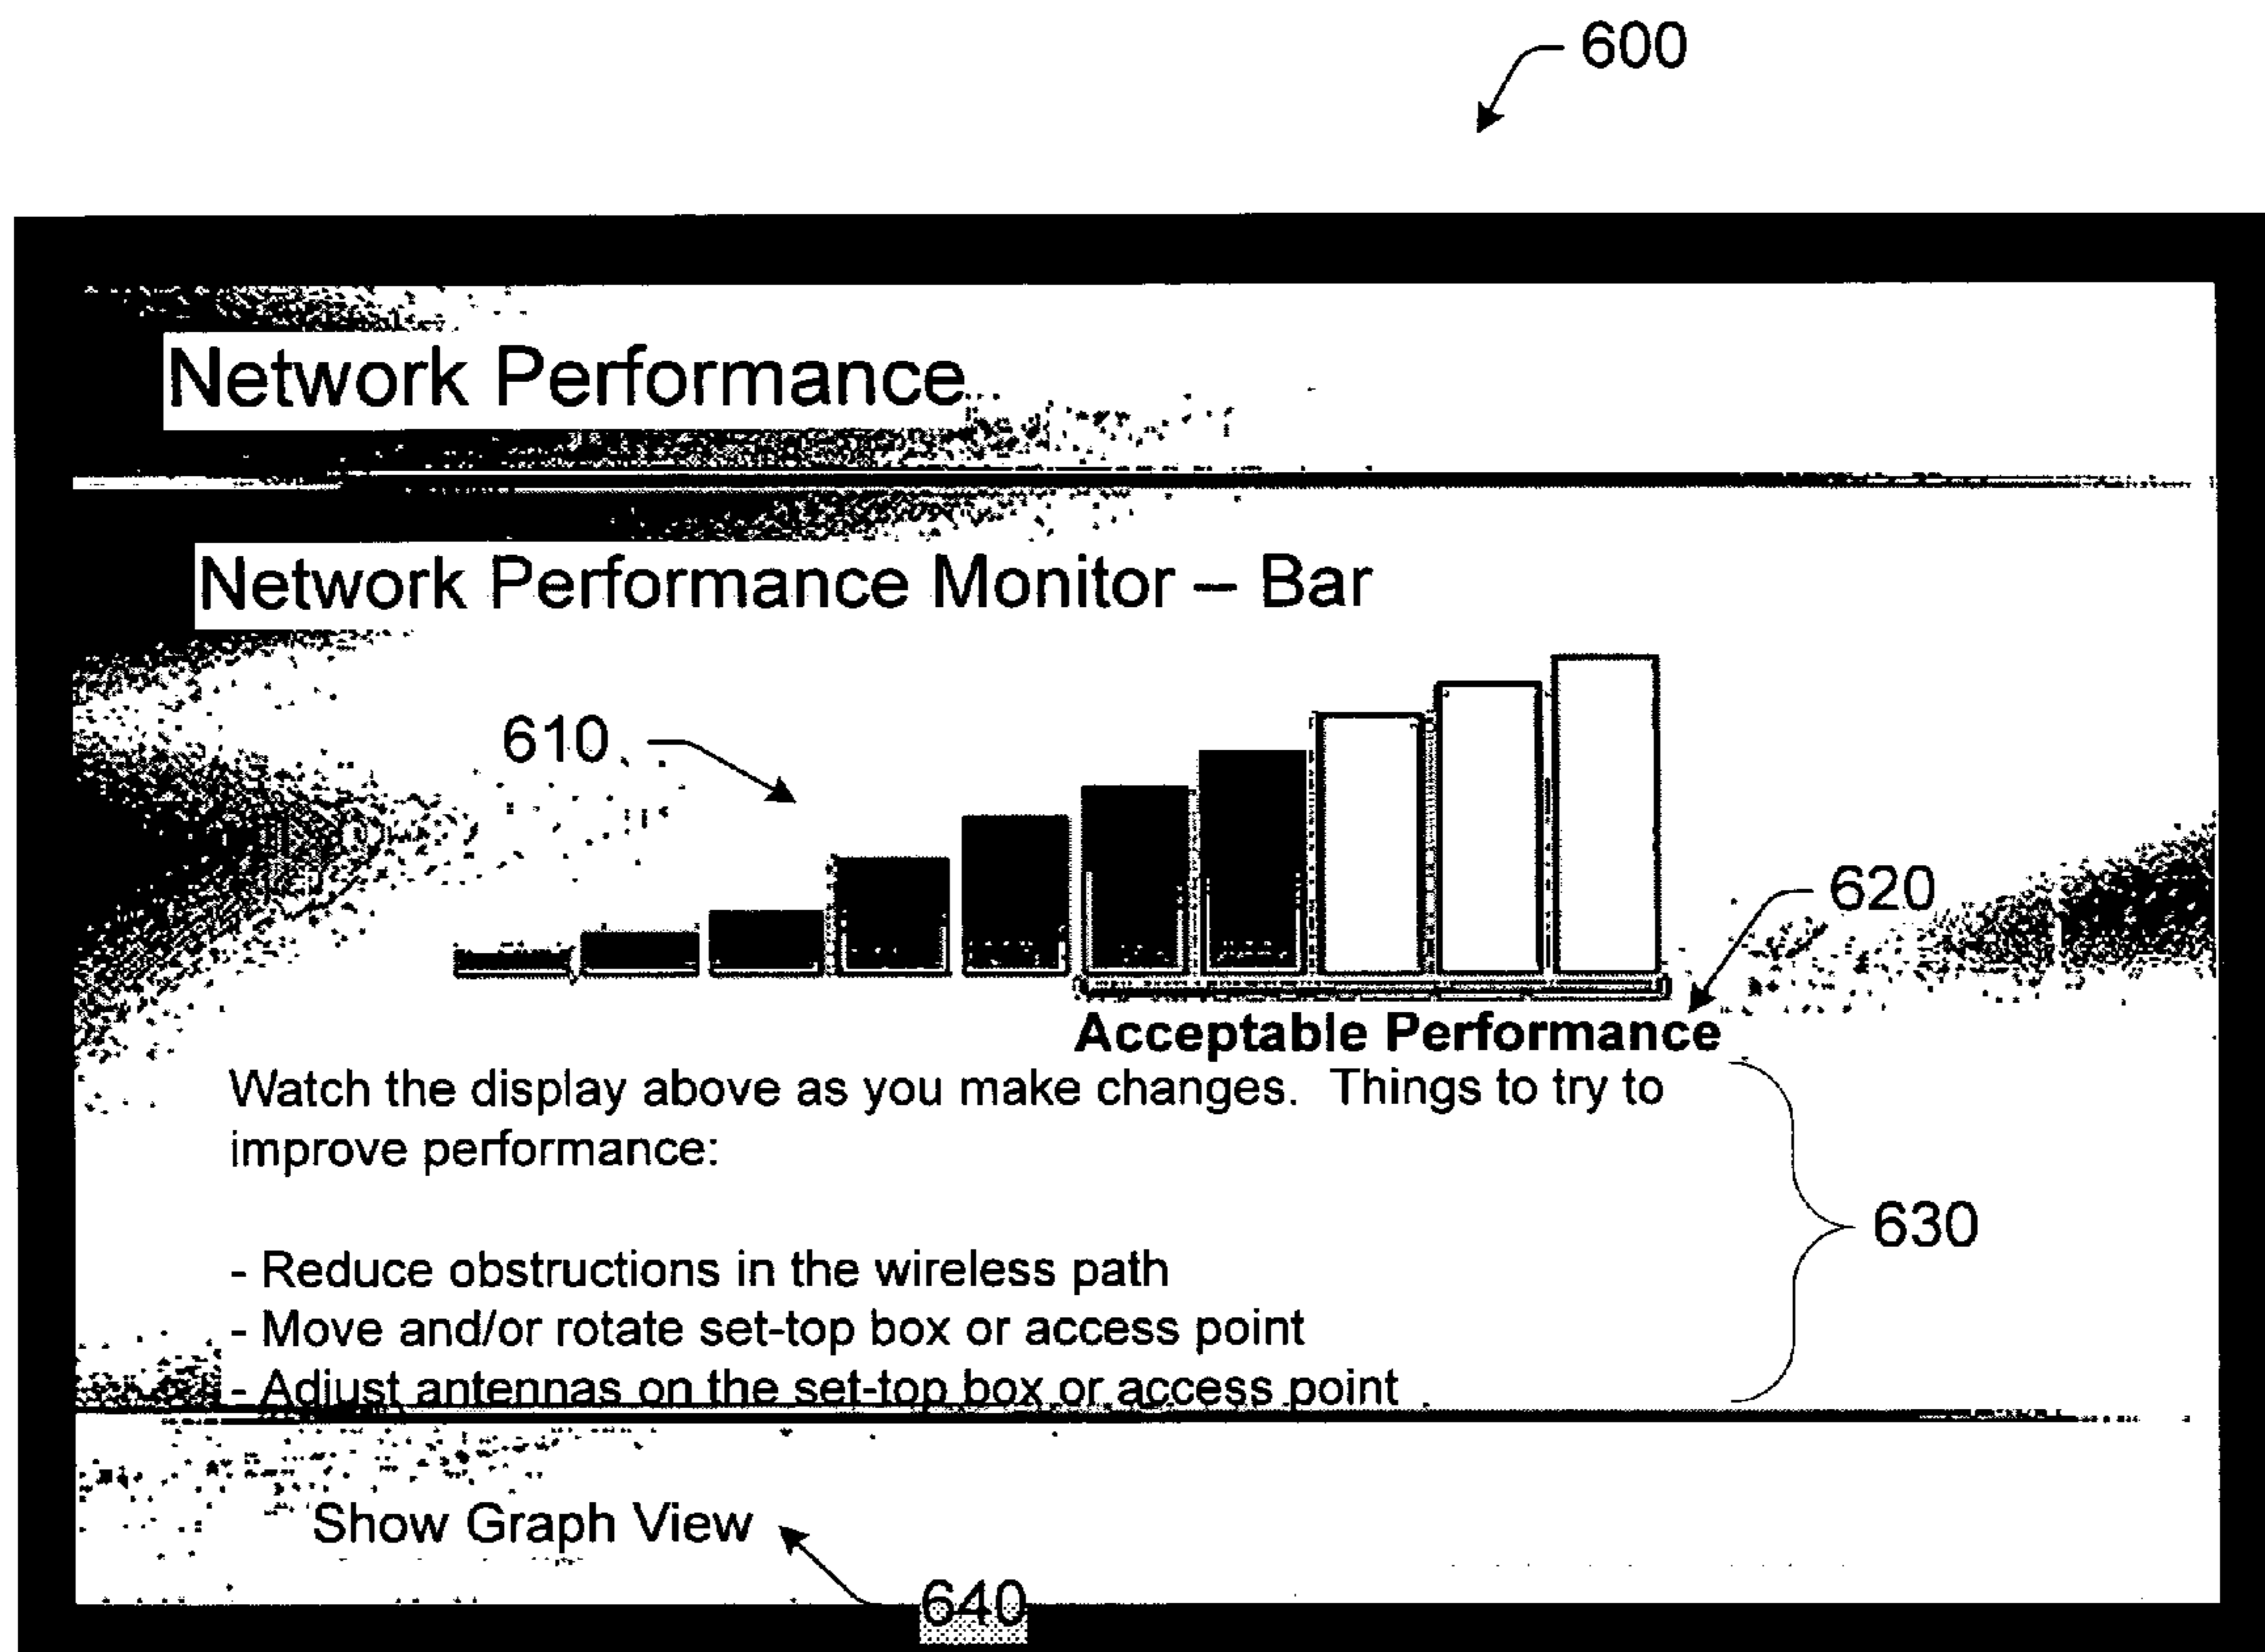 600
Network Performance
Network Performance Monitor – Bar
610
620
Acceptable Performance
Watch the display above as you make changes. Things to try to
improve performance:
630
- Reduce obstructions in the wireless path
- Move and/or rotate set-top box or access point
- Adjust antennas on the set-top box or access point
Show Graph View
640